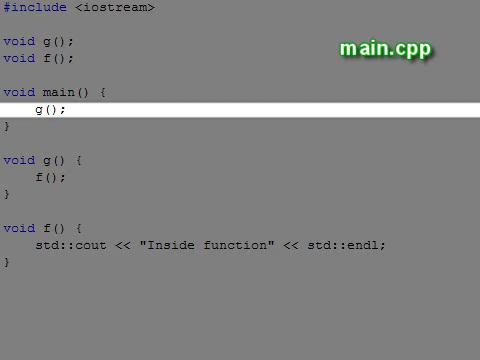 #include <iostream>
void g();
void f();
main.cpp
void main() {
    g();
}
void g() {
    f();
}
void f() {
    std::cout << "Inside function" << std::endl;
}